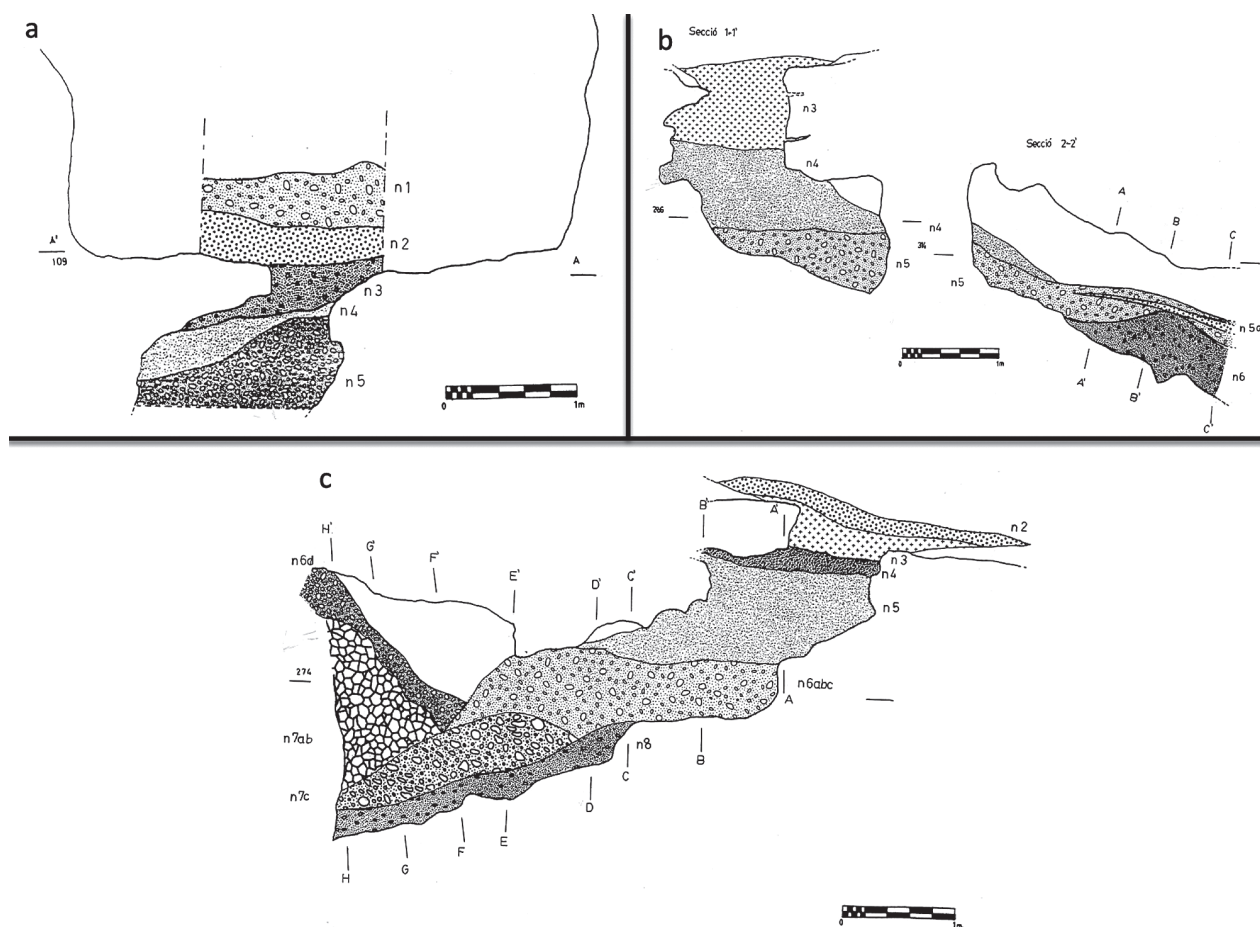 a
n1
n2
n3
n4
n5
A'
109
A
0 1m
b
Secció 1-1'
n3
n4
n5
Secció 2-2'
A
B
C
n4
n5
n5a
n6
A'
B'
C'
0 1m
c
H'
G'
F'
E'
D'
C'
B'
A'
n6d
n2
n3
n4
n5
274
n6abc
A
n7ab
n8
B
C
n7c
D
E
F
G
H
0 1m